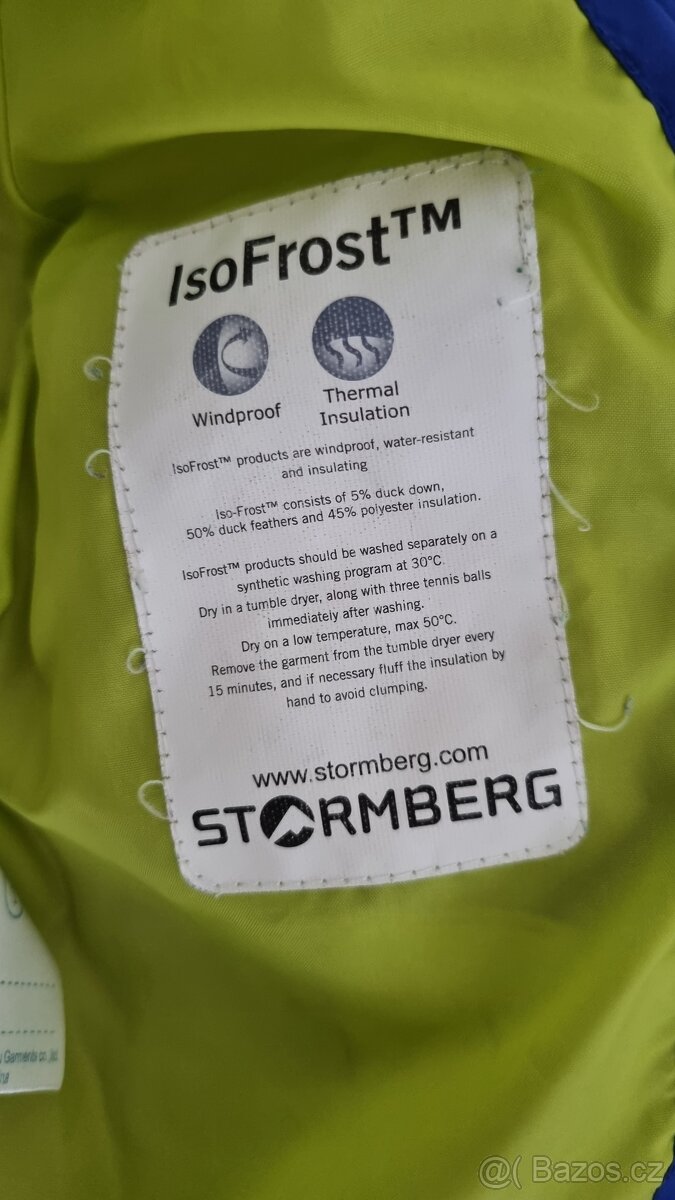 IsoFrost™
Windproof
Thermal
Insulation
IsoFrost™ products are windproof, water-resistant
and insulating
Iso-Frost™ consists of 5% duck down,
50% duck feathers and 45% polyester insulation.
IsoFrost™ products should be washed separately on a
synthetic washing program at 30°C.
Dry in a tumble dryer, along with three tennis balls
immediately after washing.
Dry on a low temperature, max 50°C.
Remove the garment from the tumble dryer every
15 minutes, and if necessary fluff the insulation by
hand to avoid clumping.
www.stormberg.com
STORMBERG
Garments co.
@( Bazos.cz